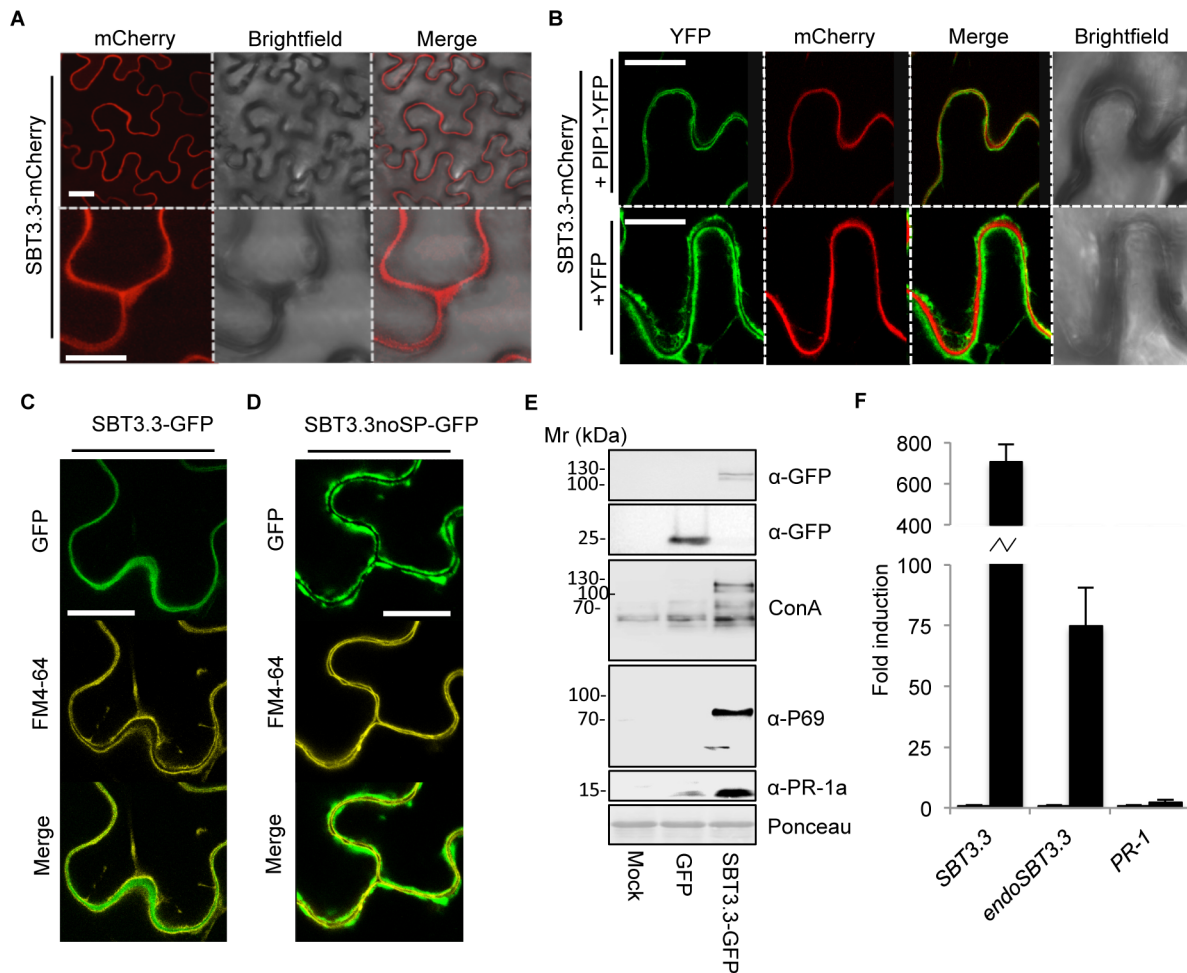 A
mCherry Brightfield Merge
SBT3.3-mCherry
B
YFP mCherry Merge Brightfield
SBT3.3-mCherry
+ PIP1-YFP
+YFP
C
SBT3.3-GFP
GFP
FM4-64
Merge
D
SBT3.3noSP-GFP
GFP
FM4-64
Merge
E
Mr (kDa)
130-
100-
α-GFP
25-
α-GFP
130-
100-
70-
ConA
100-
70-
α-P69
15-
α-PR-1a
Ponceau
Mock
GFP
SBT3.3-GFP
F
Fold induction
800
600
400
100
75
50
25
0
SBT3.3
endoSBT3.3
PR-1